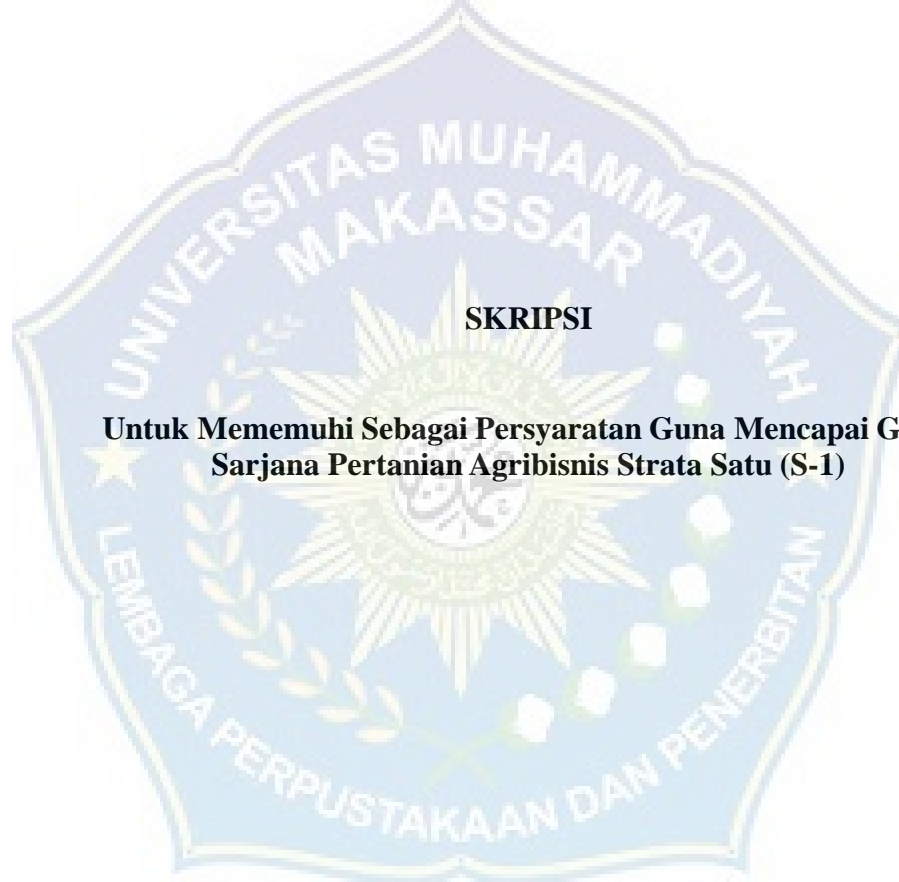 UNIVERSITAS MUHAMMADIYAH
MAKASSAR
SKRIPSI
Untuk Mememuhi Sebagai Persyaratan Guna Mencapai G
Sarjana Pertanian Agribisnis Strata Satu (S-1)
LEMBAGA PERPUSTAKAAN DAN PENERBITAN